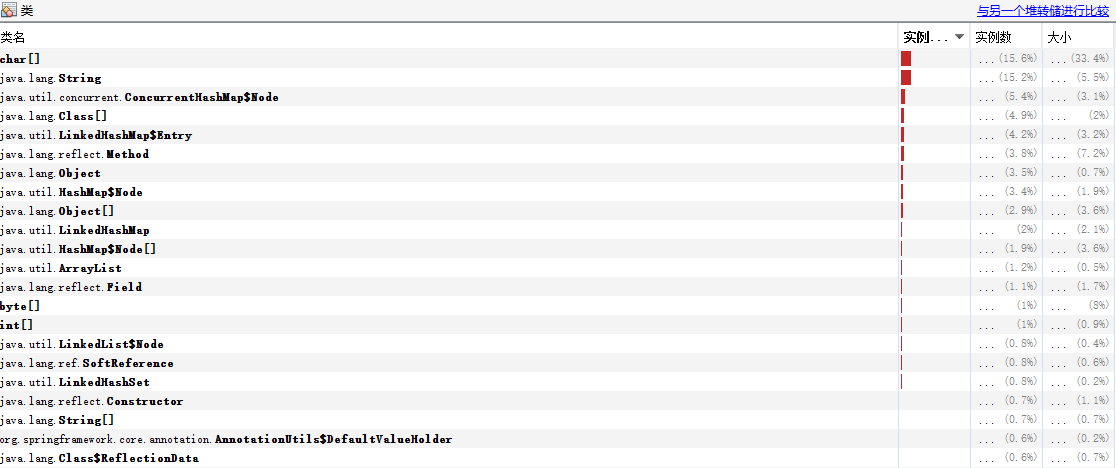 类 与另一个堆转储进行比较
类名 实例... 实例数 大小
char[] ... (15.6%) ... (33.4%)
java.lang.String ... (15.2%) ... (5.5%)
java.util.concurrent.ConcurrentHashMap$Node ... (5.4%) ... (3.1%)
java.lang.Class[] ... (4.9%) ... (2%)
java.util.LinkedHashMap$Entry ... (4.2%) ... (3.2%)
java.lang.reflect.Method ... (3.8%) ... (7.2%)
java.lang.Object ... (3.5%) ... (0.7%)
java.util.HashMap$Node ... (3.4%) ... (1.9%)
java.lang.Object[] ... (2.9%) ... (3.6%)
java.util.LinkedHashMap ... (2%) ... (2.1%)
java.util.HashMap$Node[] ... (1.9%) ... (3.6%)
java.util.ArrayList ... (1.2%) ... (0.5%)
java.lang.reflect.Field ... (1.1%) ... (1.7%)
byte[] ... (1%) ... (8%)
int[] ... (1%) ... (0.9%)
java.util.LinkedList$Node ... (0.8%) ... (0.4%)
java.lang.ref.SoftReference ... (0.8%) ... (0.6%)
java.util.LinkedHashSet ... (0.8%) ... (0.2%)
java.lang.reflect.Constructor ... (0.7%) ... (1.1%)
java.lang.String[] ... (0.7%) ... (0.7%)
org.springframework.core.annotation.AnnotationUtils$DefaultValueHolder ... (0.6%) ... (0.2%)
java.lang.Class$ReflectionData ... (0.6%) ... (0.7%)